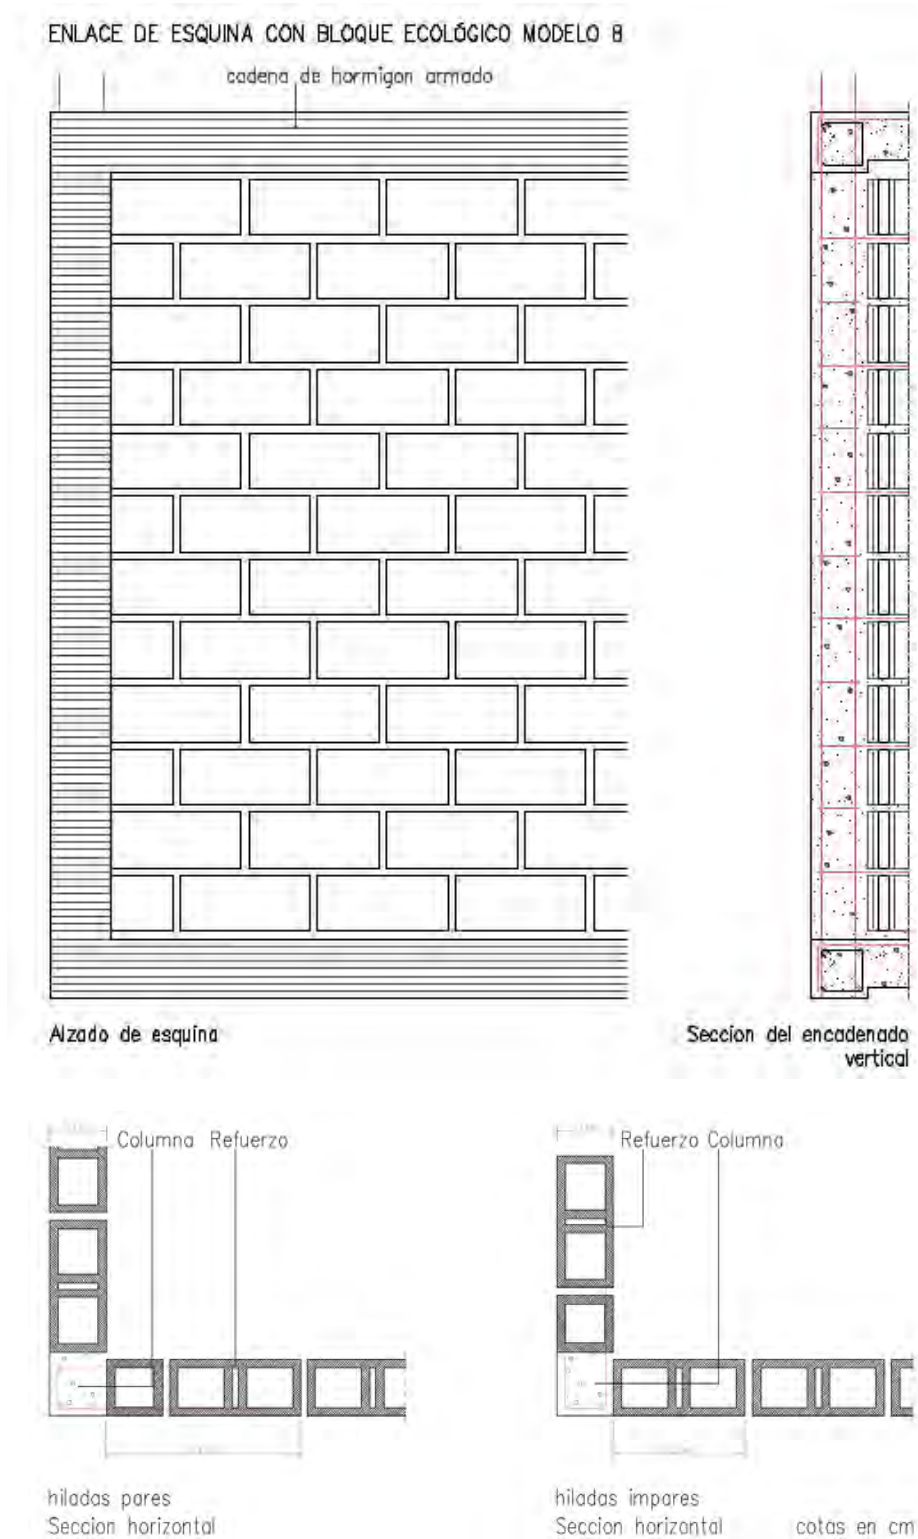 ENLACE DE ESQUINA CON BLOQUE ECOLÓGICO MODELO 8
cadena de hormigon armado
Alzado de esquina
Seccion del encadenado
vertical
Columna Refuerzo
Refuerzo Columna
hiladas pares
Seccion horizontal
hiladas impares
Seccion horizontal
cotas en cm